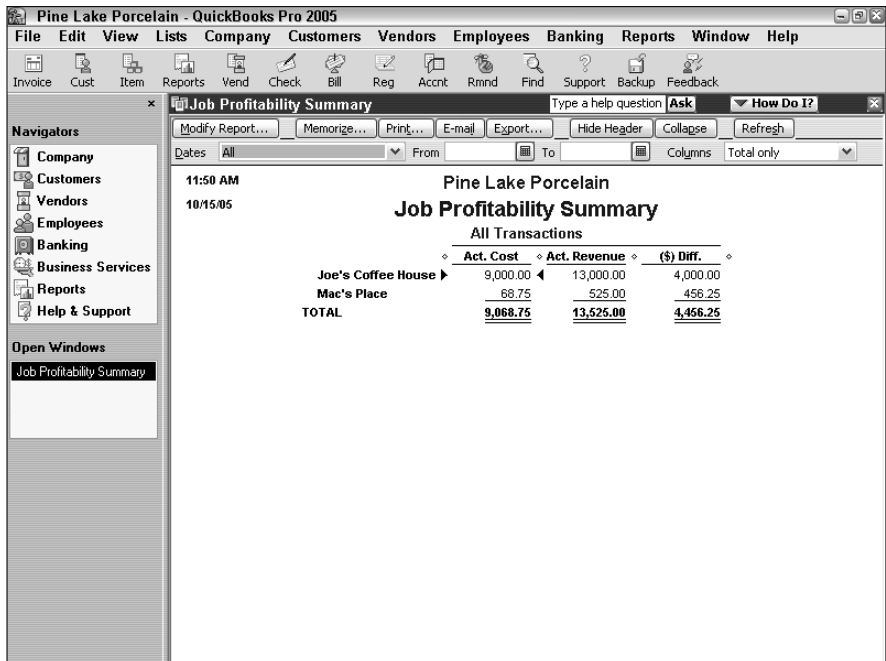 Pine Lake Porcelain - QuickBooks Pro 2005
File Edit View Lists Company Customers Vendors Employees Banking Reports Window Help
Invoice Cust Item Reports Vend Check Bill Reg Accnt Rmnd Find Support Backup Feedback
Job Profitability Summary Type a help question Ask How Do I?
Navigators
Modify Report... Memorize... Print... E-mail Export... Hide Header Collapse Refresh
Dates All From To Columns Total only
Company
Customers
Vendors
Employees
Banking
Business Services
Reports
Help & Support
Open Windows
Job Profitability Summary
11:50 AM
10/15/05
Pine Lake Porcelain
Job Profitability Summary
All Transactions
Act. Cost Act. Revenue ($) Diff.
Joe's Coffee House 9,000.00 13,000.00 4,000.00
Mac's Place 68.75 525.00 456.25
TOTAL 9,068.75 13,525.00 4,456.25